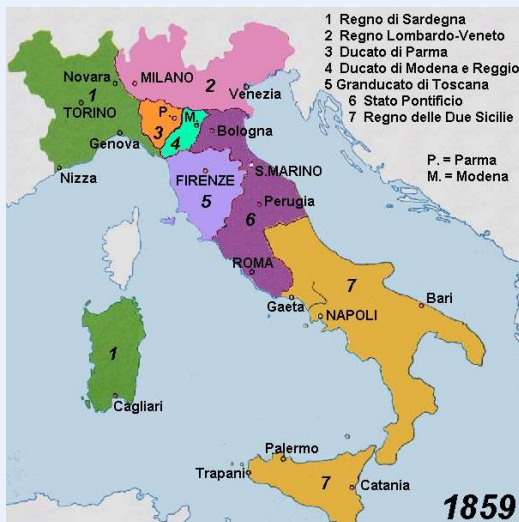 1 Regno di Sardegna
2 Regno Lombardo-Veneto
3 Ducato di Parma
4 Ducato di Modena e Reggio
5 Granducato di Toscana
6 Stato Pontificio
7 Regno delle Due Sicilie
P. = Parma
M. = Modena
Novara
MILANO
2
1
TORINO
Venezia
P.
M.
3
Genova
4
Bologna
Nizza
FIRENZE
S.MARINO
5
Perugia
6
ROMA
7
Gaeta
Bari
NAPOLI
1
Cagliari
Palermo
Trapani
7
Catania
1859